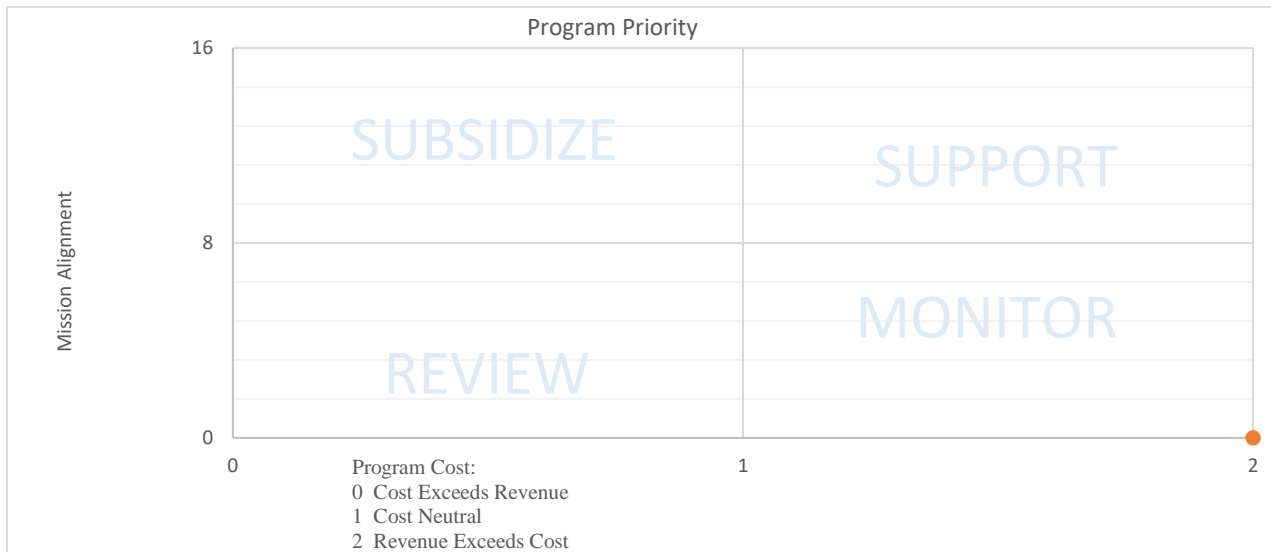 Program Priority
16
SUBSIDIZE
SUPPORT
Mission Alignment
8
MONITOR
REVIEW
0
0 1 2
Program Cost:
0 Cost Exceeds Revenue
1 Cost Neutral
2 Revenue Exceeds Cost